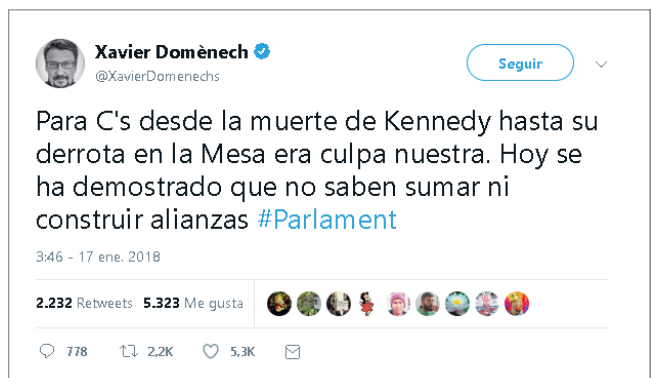 Xavier Domènech
@XavierDomenechs
Seguir
Para C's desde la muerte de Kennedy hasta su
derrota en la Mesa era culpa nuestra. Hoy se
ha demostrado que no saben sumar ni
construir alianzas #Parlament
3:46 - 17 ene. 2018
2.232 Retweets 5.323 Me gusta
778 2,2K 5,3K